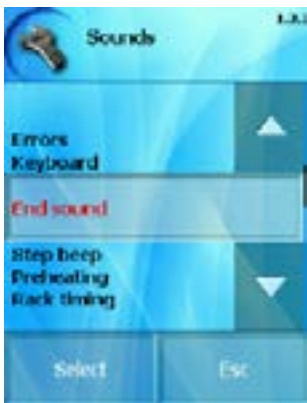 Sounds
Errors
Keyboard
End sound
Step beep
Preheating
Rack timing
Select
Esc